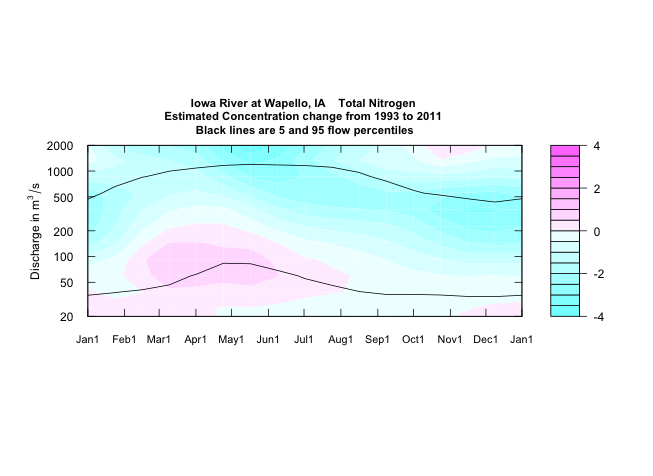 Iowa River at Wapello, IA    Total Nitrogen
Estimated Concentration change from 1993 to 2011
Black lines are 5 and 95 flow percentiles
Discharge in m³/s
2000
1000
500
200
100
50
20
Jan1 Feb1 Mar1 Apr1 May1 Jun1 Jul1 Aug1 Sep1 Oct1 Nov1 Dec1 Jan1
4
2
0
-2
-4